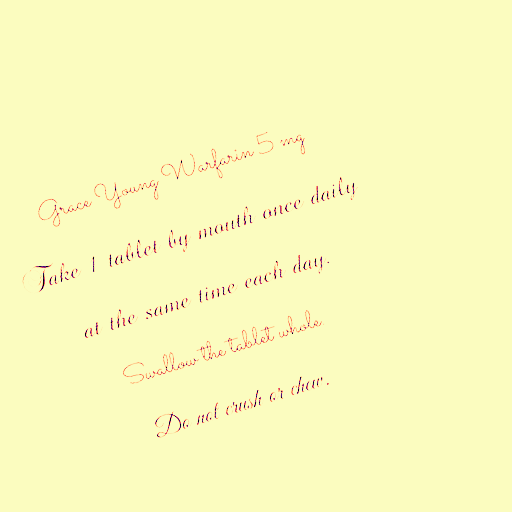 Grace Young Warfarin 5 mg
Take 1 tablet by mouth once daily
at the same time each day.
Swallow the tablet whole
Do not crush or chew.